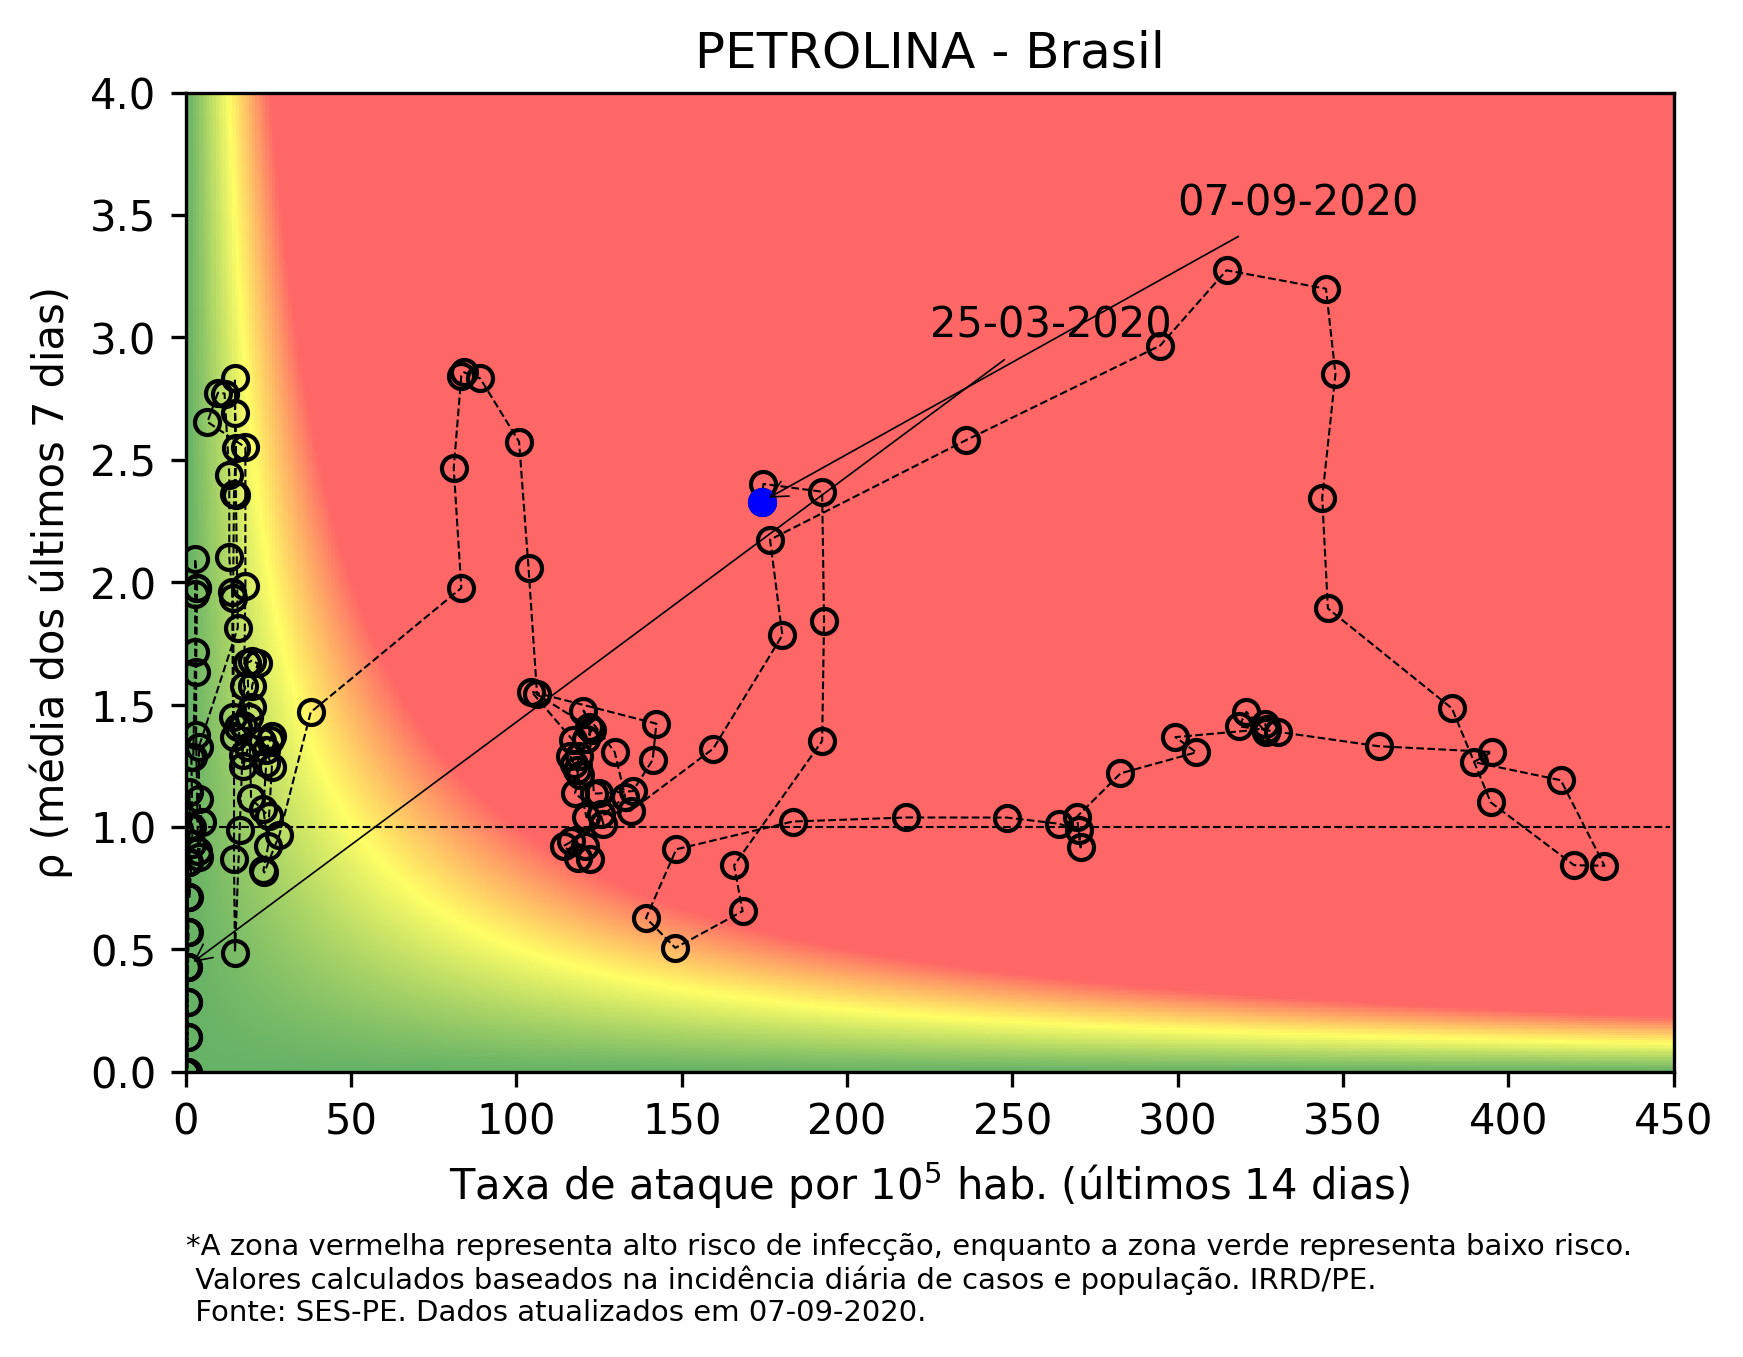 PETROLINA - Brasil
4.0
3.5
3.0
2.5
2.0
1.5
1.0
0.5
0.0
ρ (média dos últimos 7 dias)
07-09-2020
25-03-2020
0 50 100 150 200 250 300 350 400 450
Taxa de ataque por 10⁵ hab. (últimos 14 dias)
*A zona vermelha representa alto risco de infecção, enquanto a zona verde representa baixo risco.
Valores calculados baseados na incidência diária de casos e população. IRRD/PE.
Fonte: SES-PE. Dados atualizados em 07-09-2020.